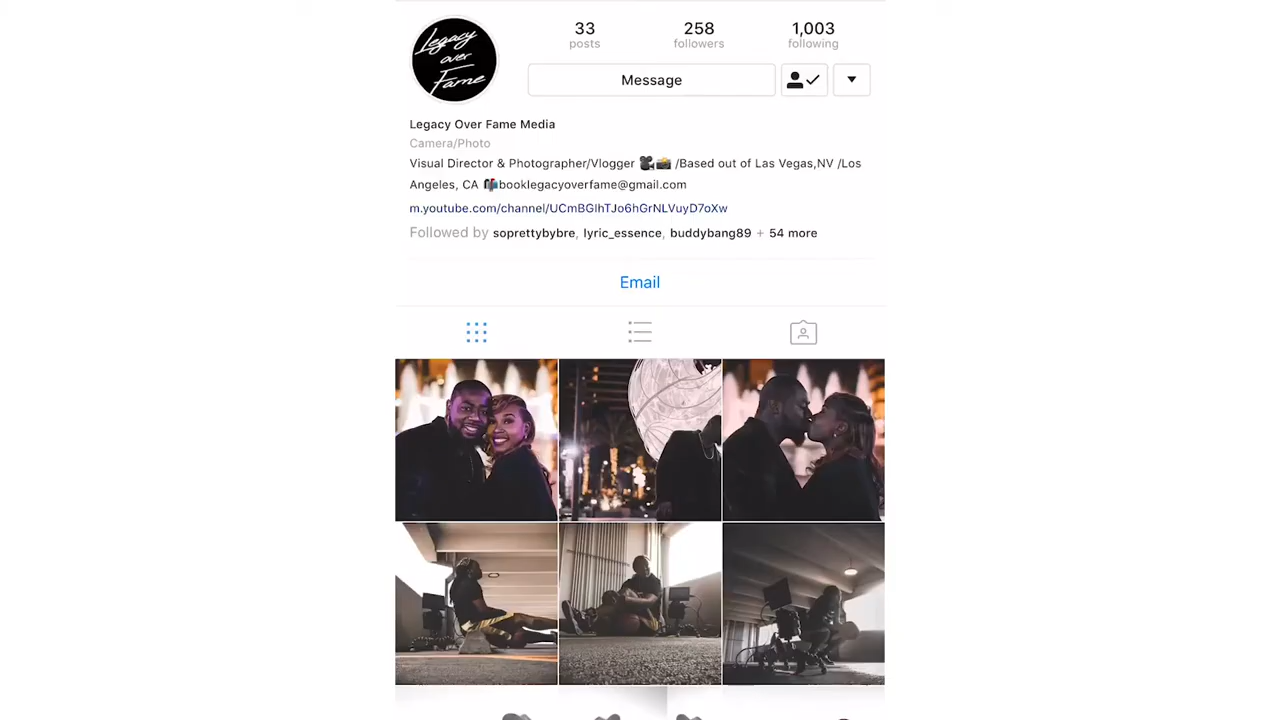 Legacy
over
Fame
33
posts
258
followers
1,003
following
Message
Legacy Over Fame Media
Camera/Photo
Visual Director & Photographer/Vlogger 🎥📸 /Based out of Las Vegas,NV /Los
Angeles, CA 📬booklegacyoverfame@gmail.com
m.youtube.com/channel/UCmBGIhTJo6hGrNLVuyD7oXw
Followed by soprettybybre, lyric_essence, buddybang89 + 54 more
Email